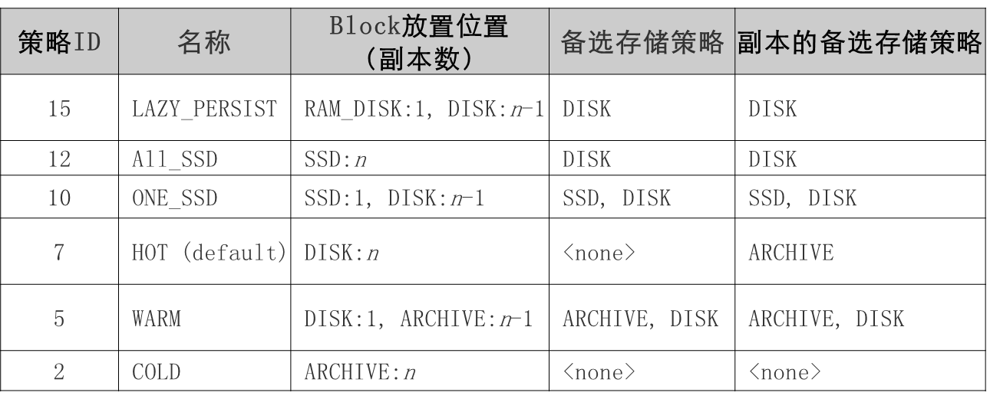 策略ID 名称 Block放置位置 备选存储策略 副本的备选存储策略
(副本数)
15 LAZY_PERSIST RAM_DISK:1, DISK:n-1 DISK DISK
12 All_SSD SSD:n DISK DISK
10 ONE_SSD SSD:1, DISK:n-1 SSD, DISK SSD, DISK
7 HOT (default) DISK:n <none> ARCHIVE
5 WARM DISK:1, ARCHIVE:n-1 ARCHIVE, DISK ARCHIVE, DISK
2 COLD ARCHIVE:n <none> <none>